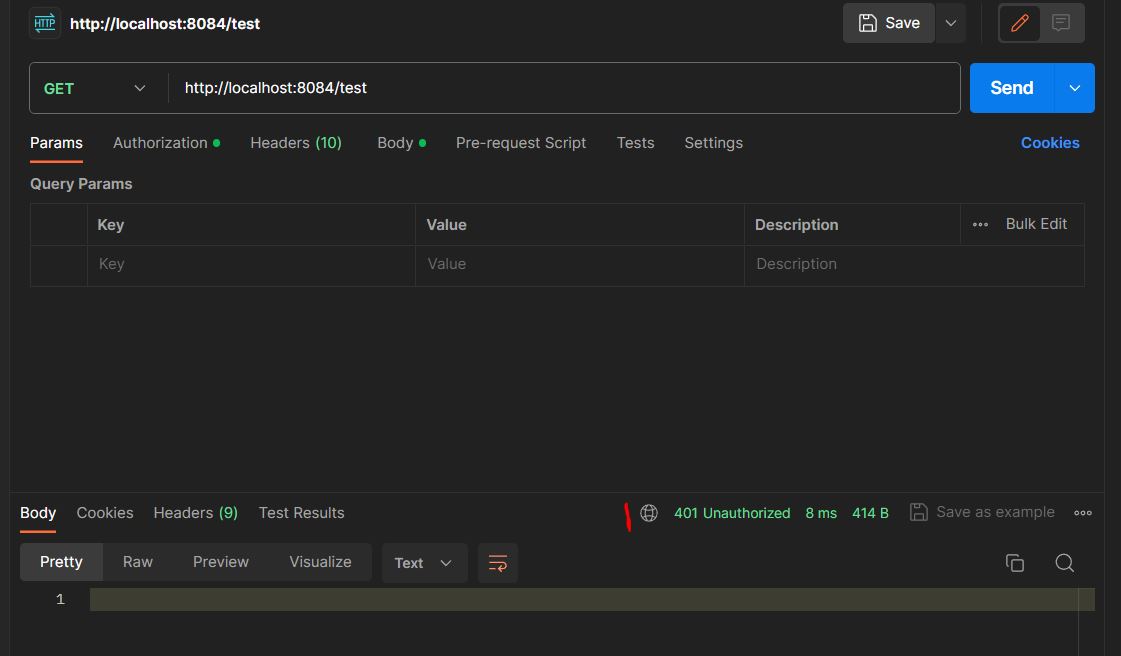 HTTP http://localhost:8084/test Save
GET http://localhost:8084/test Send
Params Authorization Headers (10) Body Pre-request Script Tests Settings Cookies
Query Params
Key Value Description Bulk Edit
Key Value Description
Body Cookies Headers (9) Test Results 401 Unauthorized 8 ms 414 B Save as example
Pretty Raw Preview Visualize Text
1